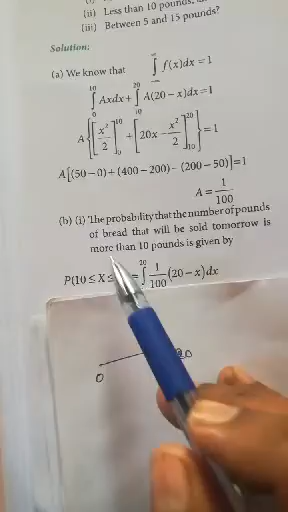 (ii) Less than 10 pounds.
(iii) Between 5 and 15 pounds?
Solution:
(a) We know that ∫ f(x)dx = 1
∫₀¹⁰ Axdx + ∫₁₀²⁰ A(20 − x)dx = 1
A{[x²/2]₀¹⁰ + [20x − x²/2]₁₀²⁰} = 1
A[(50 − 0) + (400 − 200) − (200 − 50)] = 1
A = 1/100
(b) (i) The probability that the number of pounds
of bread that will be sold tomorrow is
more than 10 pounds is given by
P(10 ≤ X ≤ = ∫²⁰ 1/100 (20 − x)dx
0 20